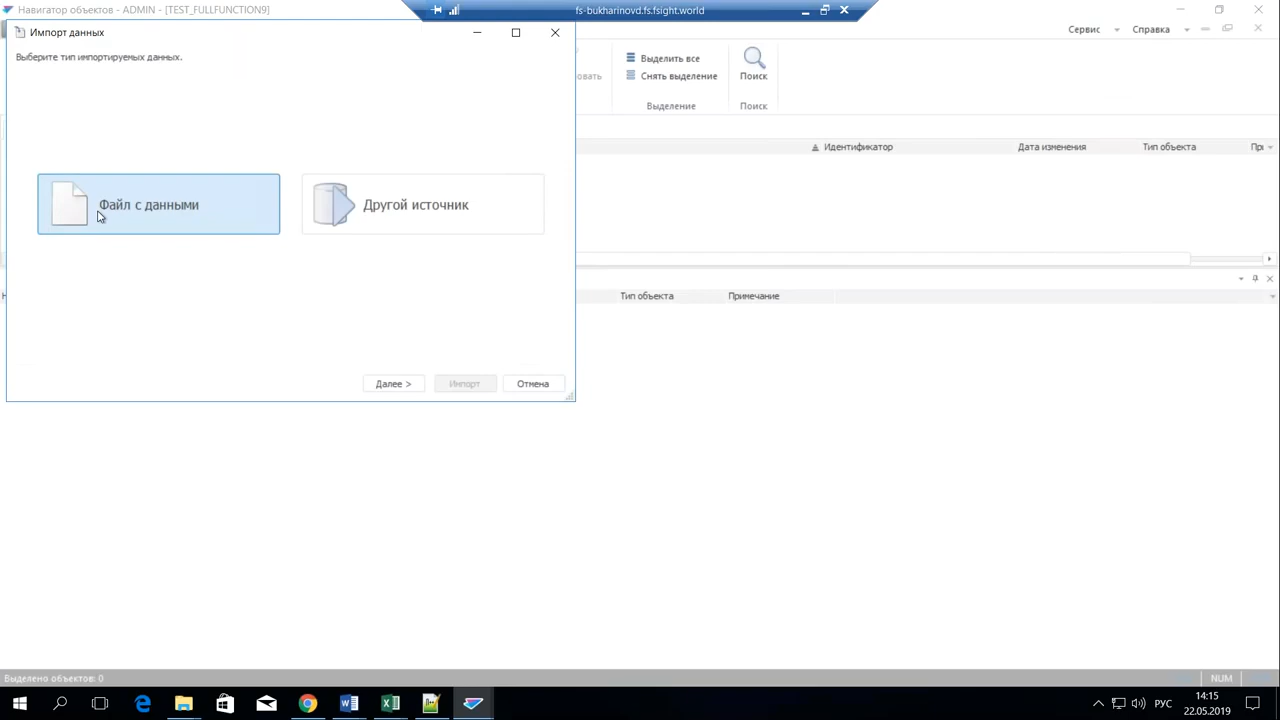 Навигатор объектов - ADMIN - [TEST_FULLFUNCTION9]
fs-bukharinovd.fs.fsight.world
Импорт данных
Сервис
Справка
Выберите тип импортируемых данных.
Выделить все
Снять выделение
Поиск
Выделение
Поиск
Идентификатор
Дата изменения
Тип объекта
Файл с данными
Другой источник
Тип объекта
Примечание
Далее >
Импорт
Отмена
Выделено объектов: 0
NUM
РУС
14:15
22.05.2019